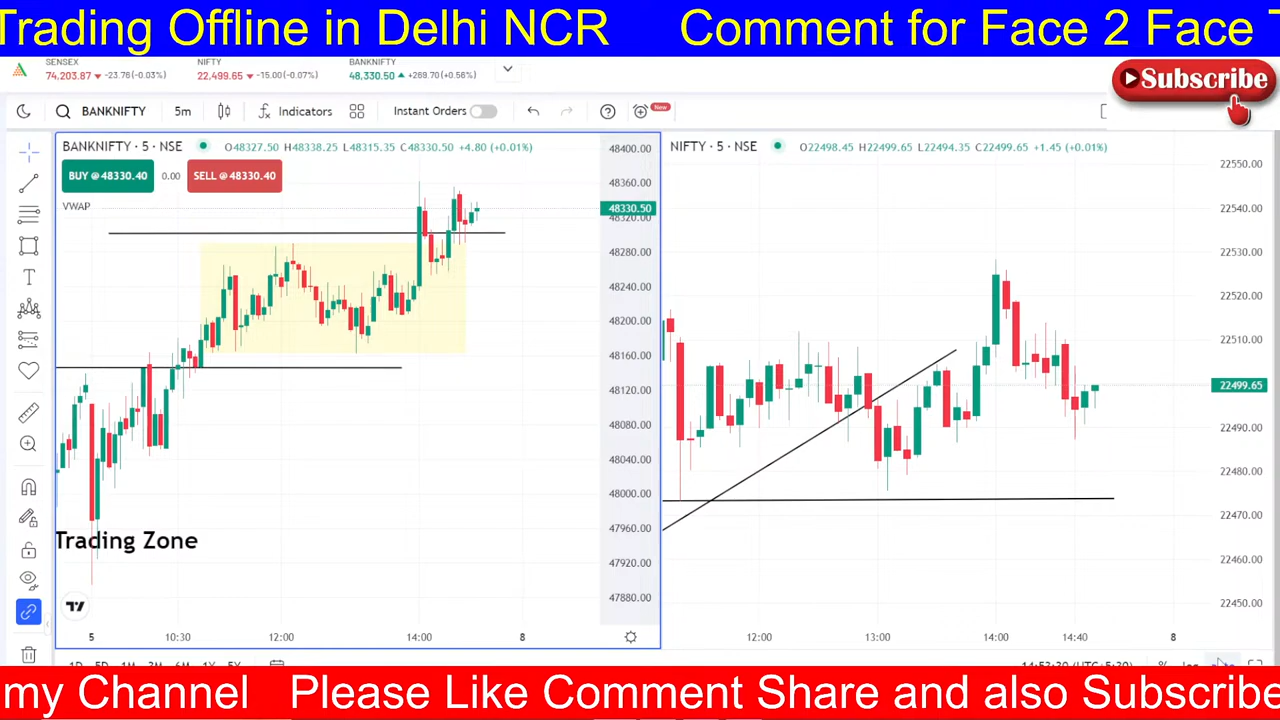 Trading Offline in Delhi NCR Comment for Face 2 Face
SENSEX NIFTY BANKNIFTY
74,203.87 -23.76(-0.03%) 22,499.65 -15.00(-0.07%) 48,330.50 +269.70(+0.56%)
Subscribe
BANKNIFTY 5m Indicators Instant Orders New
BANKNIFTY · 5 · NSE O48327.50 H48338.25 L48315.35 C48330.50 +4.80 (+0.01%)
BUY @ 48330.40 0.00 SELL @ 48330.40
VWAP
48400.00
48360.00
48330.50
48320.00
48280.00
48240.00
48200.00
48160.00
48120.00
48080.00
48040.00
48000.00
47960.00
47920.00
47880.00
Trading Zone
5 10:30 12:00 14:00 8
NIFTY · 5 · NSE O22498.45 H22499.65 L22494.35 C22499.65 +1.45 (+0.01%)
22550.00
22540.00
22530.00
22520.00
22510.00
22499.65
22490.00
22480.00
22470.00
22460.00
22450.00
12:00 13:00 14:00 14:40 8
my Channel Please Like Comment Share and also Subscribe